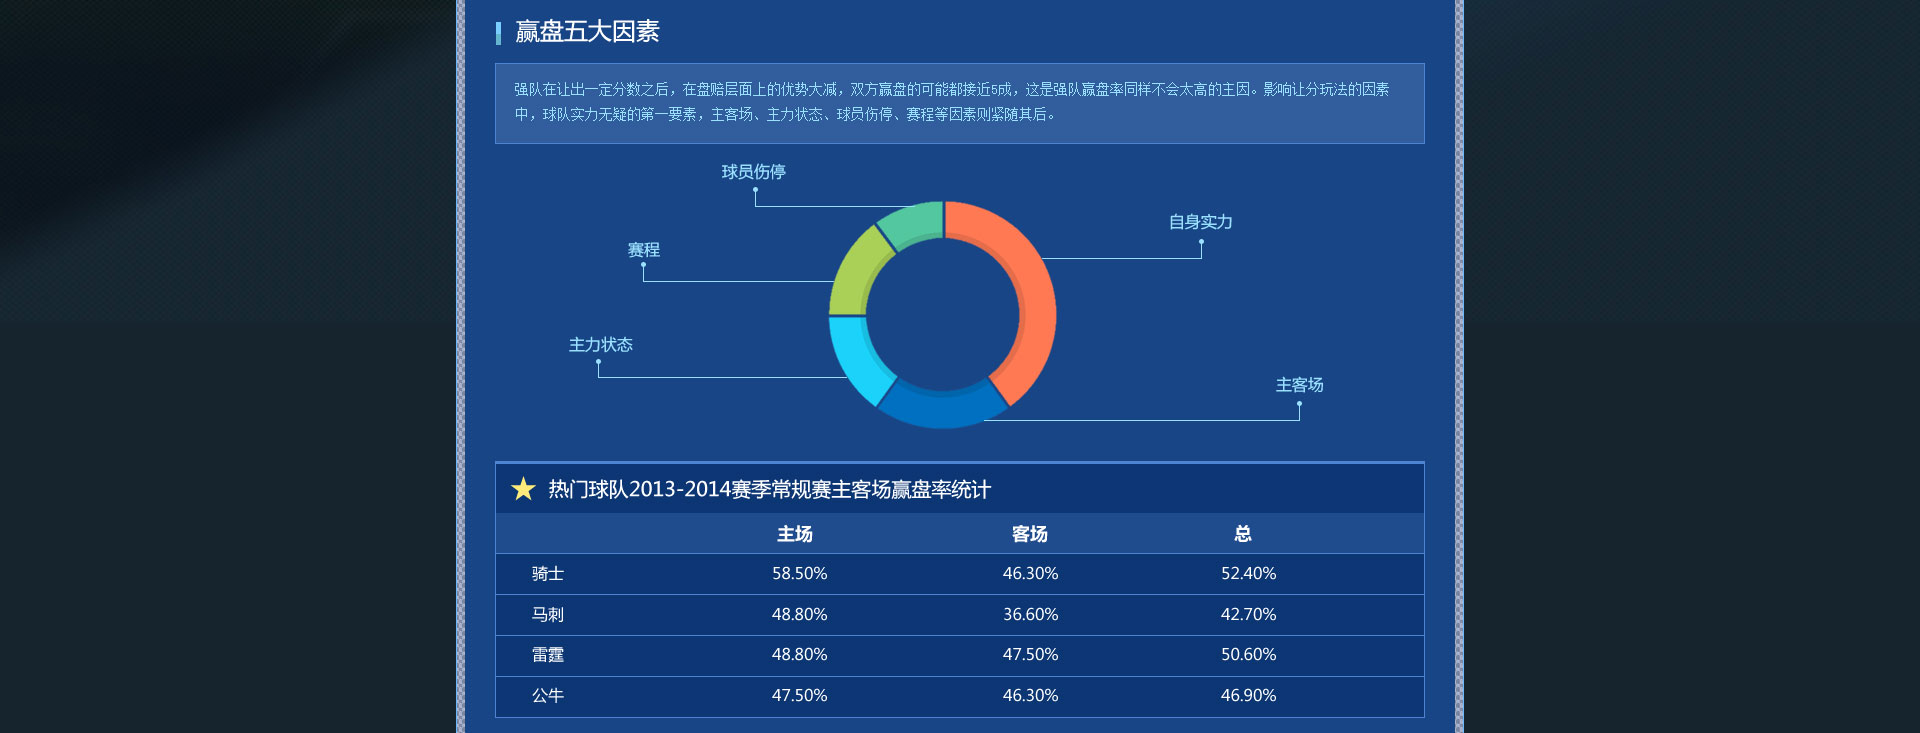 赢盘五大因素
强队在让出一定分数之后，在盘赔层面上的优势大减，双方赢盘的可能都接近5成，这是强队赢盘率同样不会太高的主因。影响让分玩法的因素
中，球队实力无疑的第一要素，主客场、主力状态、球员伤停、赛程等因素则紧随其后。
球员伤停
自身实力
赛程
主力状态
主客场
热门球队2013-2014赛季常规赛主客场赢盘率统计
主场 客场 总
骑士 58.50% 46.30% 52.40%
马刺 48.80% 36.60% 42.70%
雷霆 48.80% 47.50% 50.60%
公牛 47.50% 46.30% 46.90%